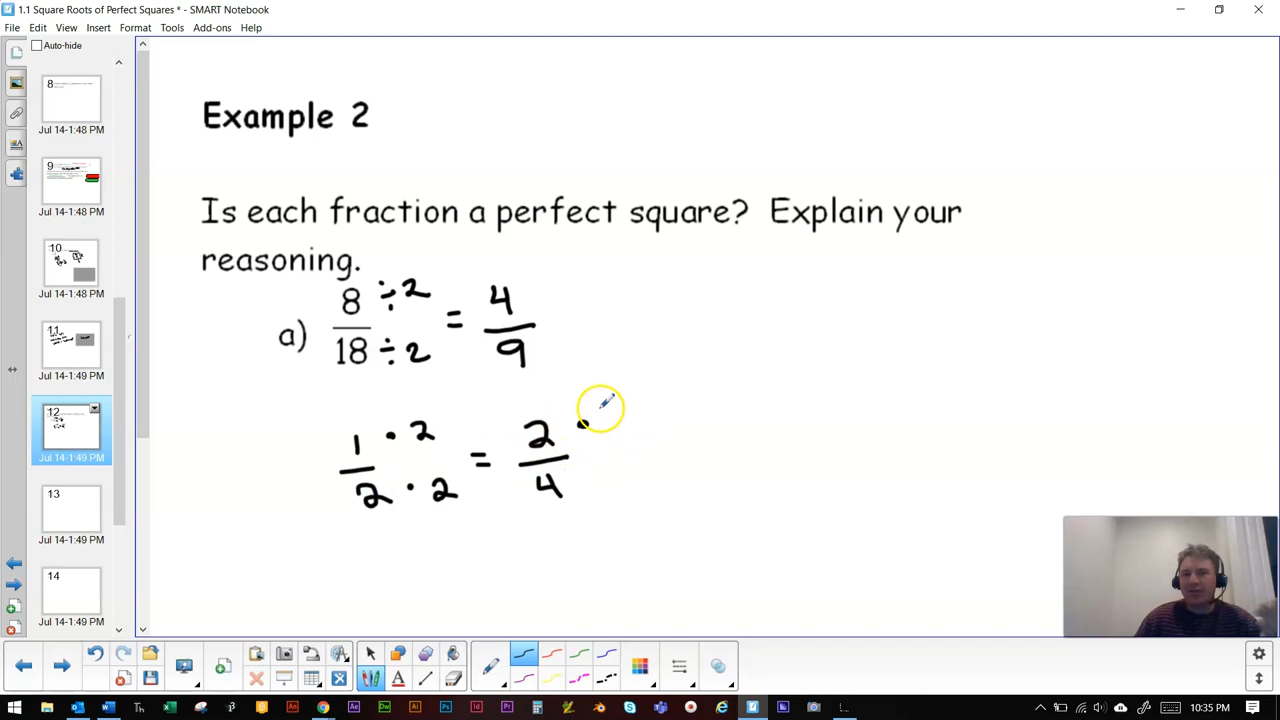 1.1 Square Roots of Perfect Squares * - SMART Notebook
File Edit View Insert Format Tools Add-ons Help
Auto-hide
8
Jul 14-1:48 PM
9
Jul 14-1:48 PM
10
Jul 14-1:48 PM
11
Jul 14-1:49 PM
12
Jul 14-1:49 PM
13
Jul 14-1:49 PM
14
Jul 14-1:49 PM
Example 2
Is each fraction a perfect square? Explain your
reasoning.
a) 8/18 ÷2/÷2 = 4/9
1/2 · 2/· 2 = 2/4 ·
10:35 PM